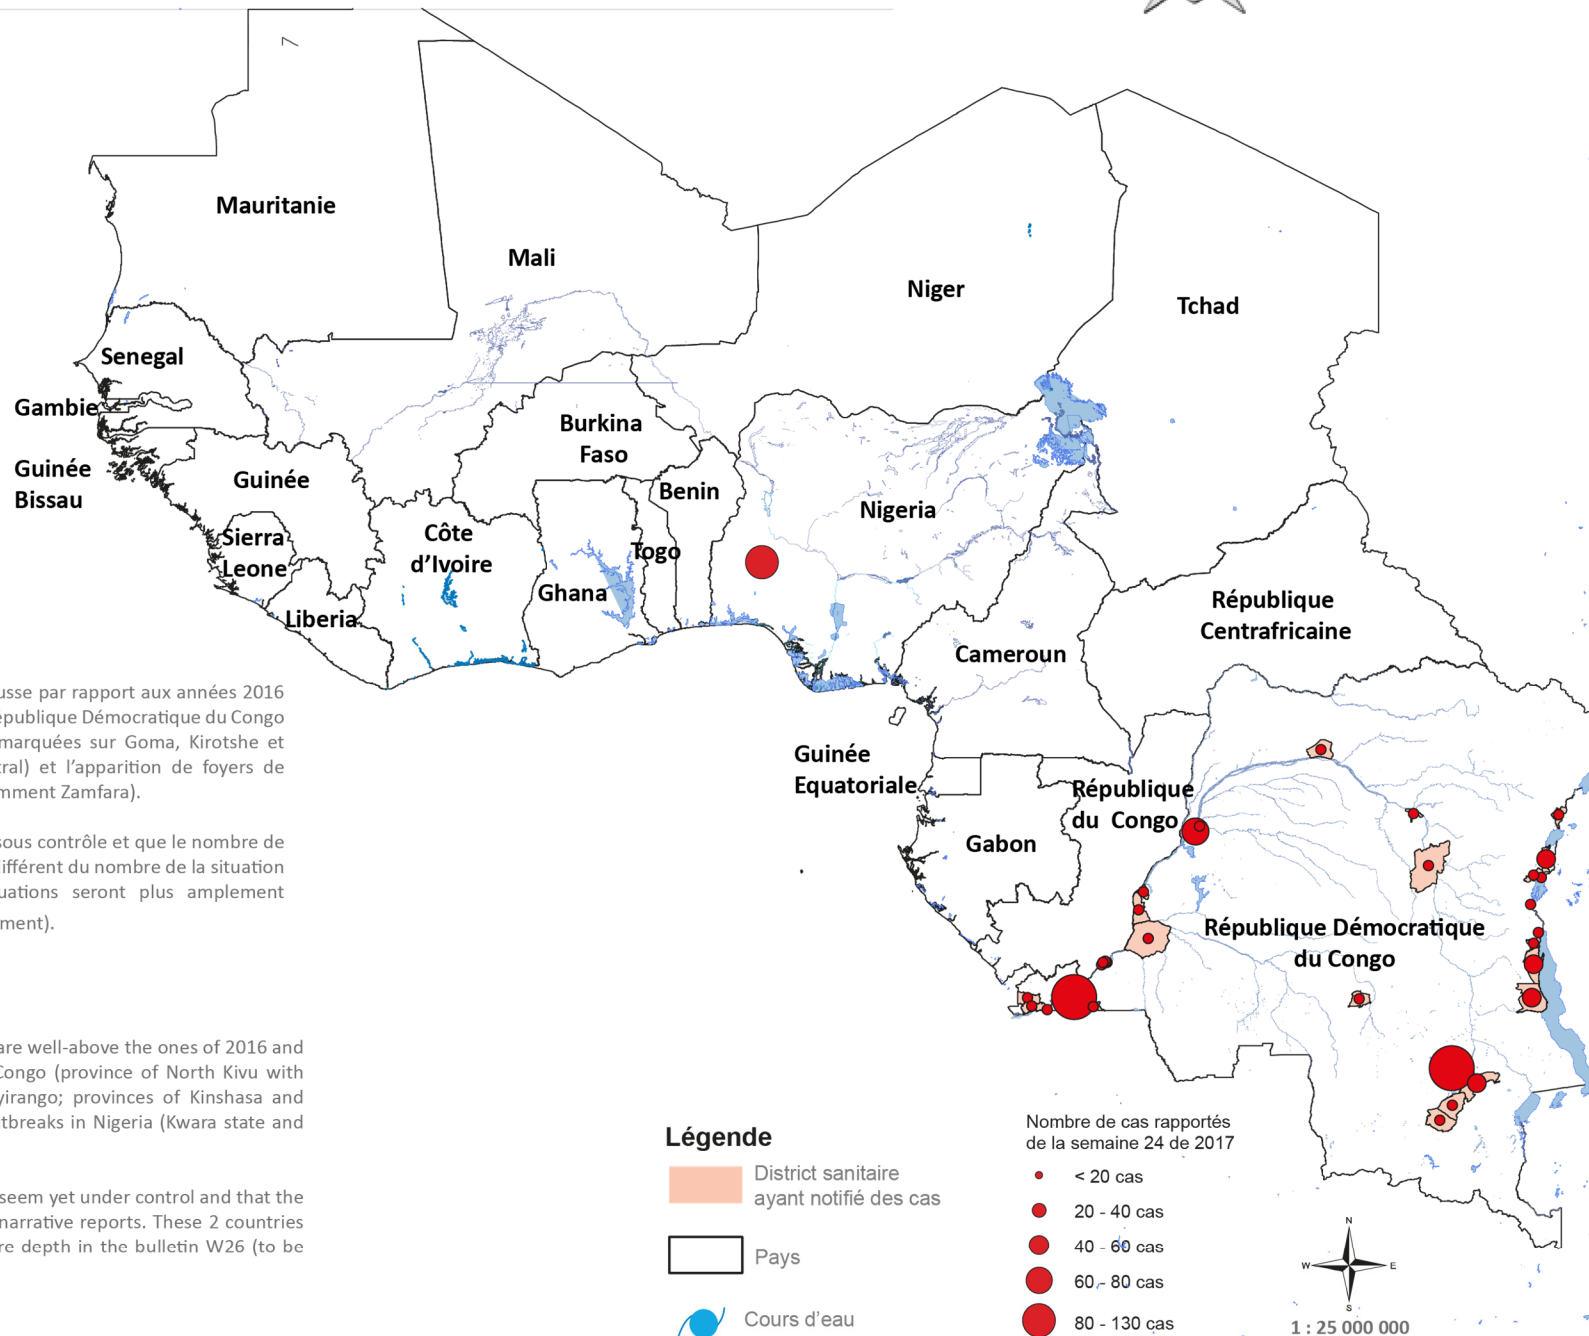 7
Mauritanie
Mali
Niger
Tchad
Senegal
Gambie
Guinée
Bissau
Guinée
Burkina
Faso
Benin
Nigeria
Sierra
Leone
Côte
d'Ivoire
Togo
Ghana
Liberia
République
Centrafricaine
Cameroun
Guinée
Equatoriale
République
du Congo
Gabon
République Démocratique
du Congo
usse par rapport aux années 2016
épublique Démocratique du Congo
marquées sur Goma, Kirotshe et
tral) et l'apparition de foyers de
mment Zamfara).
sous contrôle et que le nombre de
ifférent du nombre de la situation
uations seront plus amplement
ment).
are well-above the ones of 2016 and
Congo (province of North Kivu with
yirango; provinces of Kinshasa and
tbreaks in Nigeria (Kwara state and
seem yet under control and that the
narrative reports. These 2 countries
re depth in the bulletin W26 (to be
Légende
District sanitaire
ayant notifié des cas
Pays
Cours d'eau
Nombre de cas rapportés
de la semaine 24 de 2017
< 20 cas
20 - 40 cas
40 - 60 cas
60 - 80 cas
80 - 130 cas
N
W E
S
1 : 25 000 000